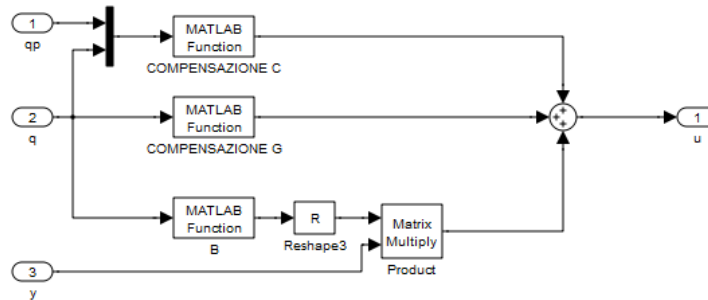 1
qp
MATLAB
Function
COMPENSAZIONE C
2
q
MATLAB
Function
COMPENSAZIONE G
+
+
+
1
u
MATLAB
Function
B
R
Reshape3
Matrix
Multiply
Product
3
y